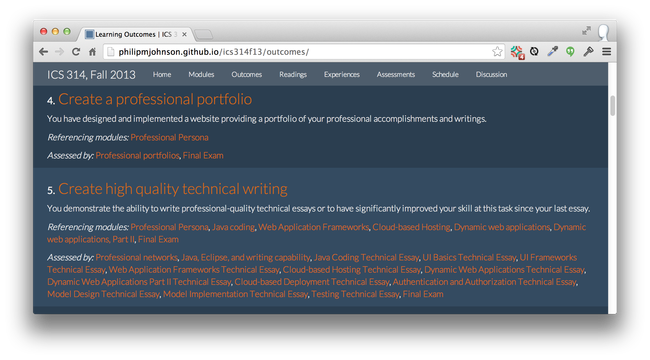 Learning Outcomes | ICS 3
philipmjohnson.github.io/ics314f13/outcomes/
4
ICS 314, Fall 2013 Home Modules Outcomes Readings Experiences Assessments Schedule Discussion
4. Create a professional portfolio
You have designed and implemented a website providing a portfolio of your professional accomplishments and writings.
Referencing modules: Professional Persona
Assessed by: Professional portfolios, Final Exam
5. Create high quality technical writing
You demonstrate the ability to write professional-quality technical essays or to have significantly improved your skill at this task since your last essay.
Referencing modules: Professional Persona, Java coding, Web Application Frameworks, Cloud-based Hosting, Dynamic web applications, Dynamic
web applications, Part II, Final Exam
Assessed by: Professional networks, Java, Eclipse, and writing capability, Java Coding Technical Essay, UI Basics Technical Essay, UI Frameworks
Technical Essay, Web Application Frameworks Technical Essay, Cloud-based Hosting Technical Essay, Dynamic Web Applications Technical Essay,
Dynamic Web Applications Part II Technical Essay, Cloud-based Deployment Technical Essay, Authentication and Authorization Technical Essay,
Model Design Technical Essay, Model Implementation Technical Essay, Testing Technical Essay, Final Exam